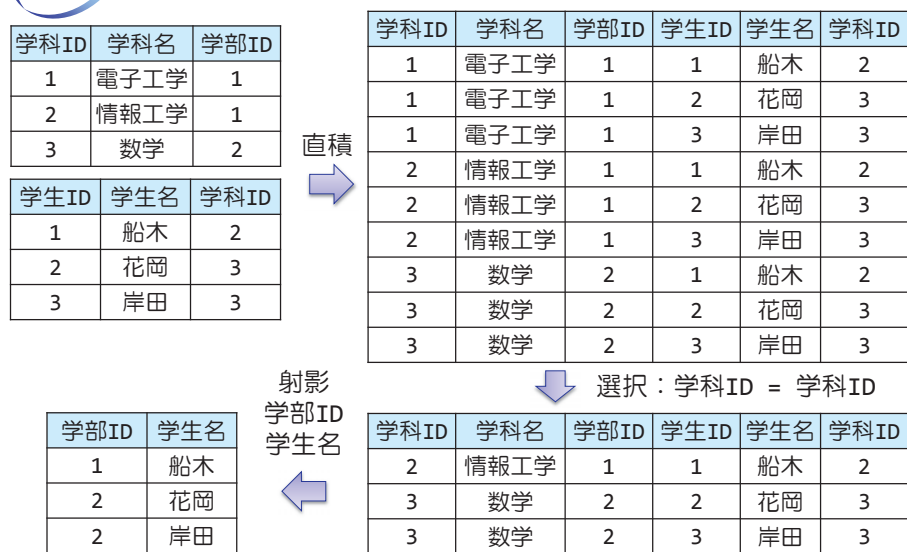 学科ID 学科名 学部ID
1 電子工学 1
2 情報工学 1
3 数学 2
学生ID 学生名 学科ID
1 船木 2
2 花岡 3
3 岸田 3
直積
学科ID 学科名 学部ID 学生ID 学生名 学科ID
1 電子工学 1 1 船木 2
1 電子工学 1 2 花岡 3
1 電子工学 1 3 岸田 3
2 情報工学 1 1 船木 2
2 情報工学 1 2 花岡 3
2 情報工学 1 3 岸田 3
3 数学 2 1 船木 2
3 数学 2 2 花岡 3
3 数学 2 3 岸田 3
選択：学科ID = 学科ID
学科ID 学科名 学部ID 学生ID 学生名 学科ID
2 情報工学 1 1 船木 2
3 数学 2 2 花岡 3
3 数学 2 3 岸田 3
射影
学部ID
学生名
学部ID 学生名
1 船木
2 花岡
2 岸田